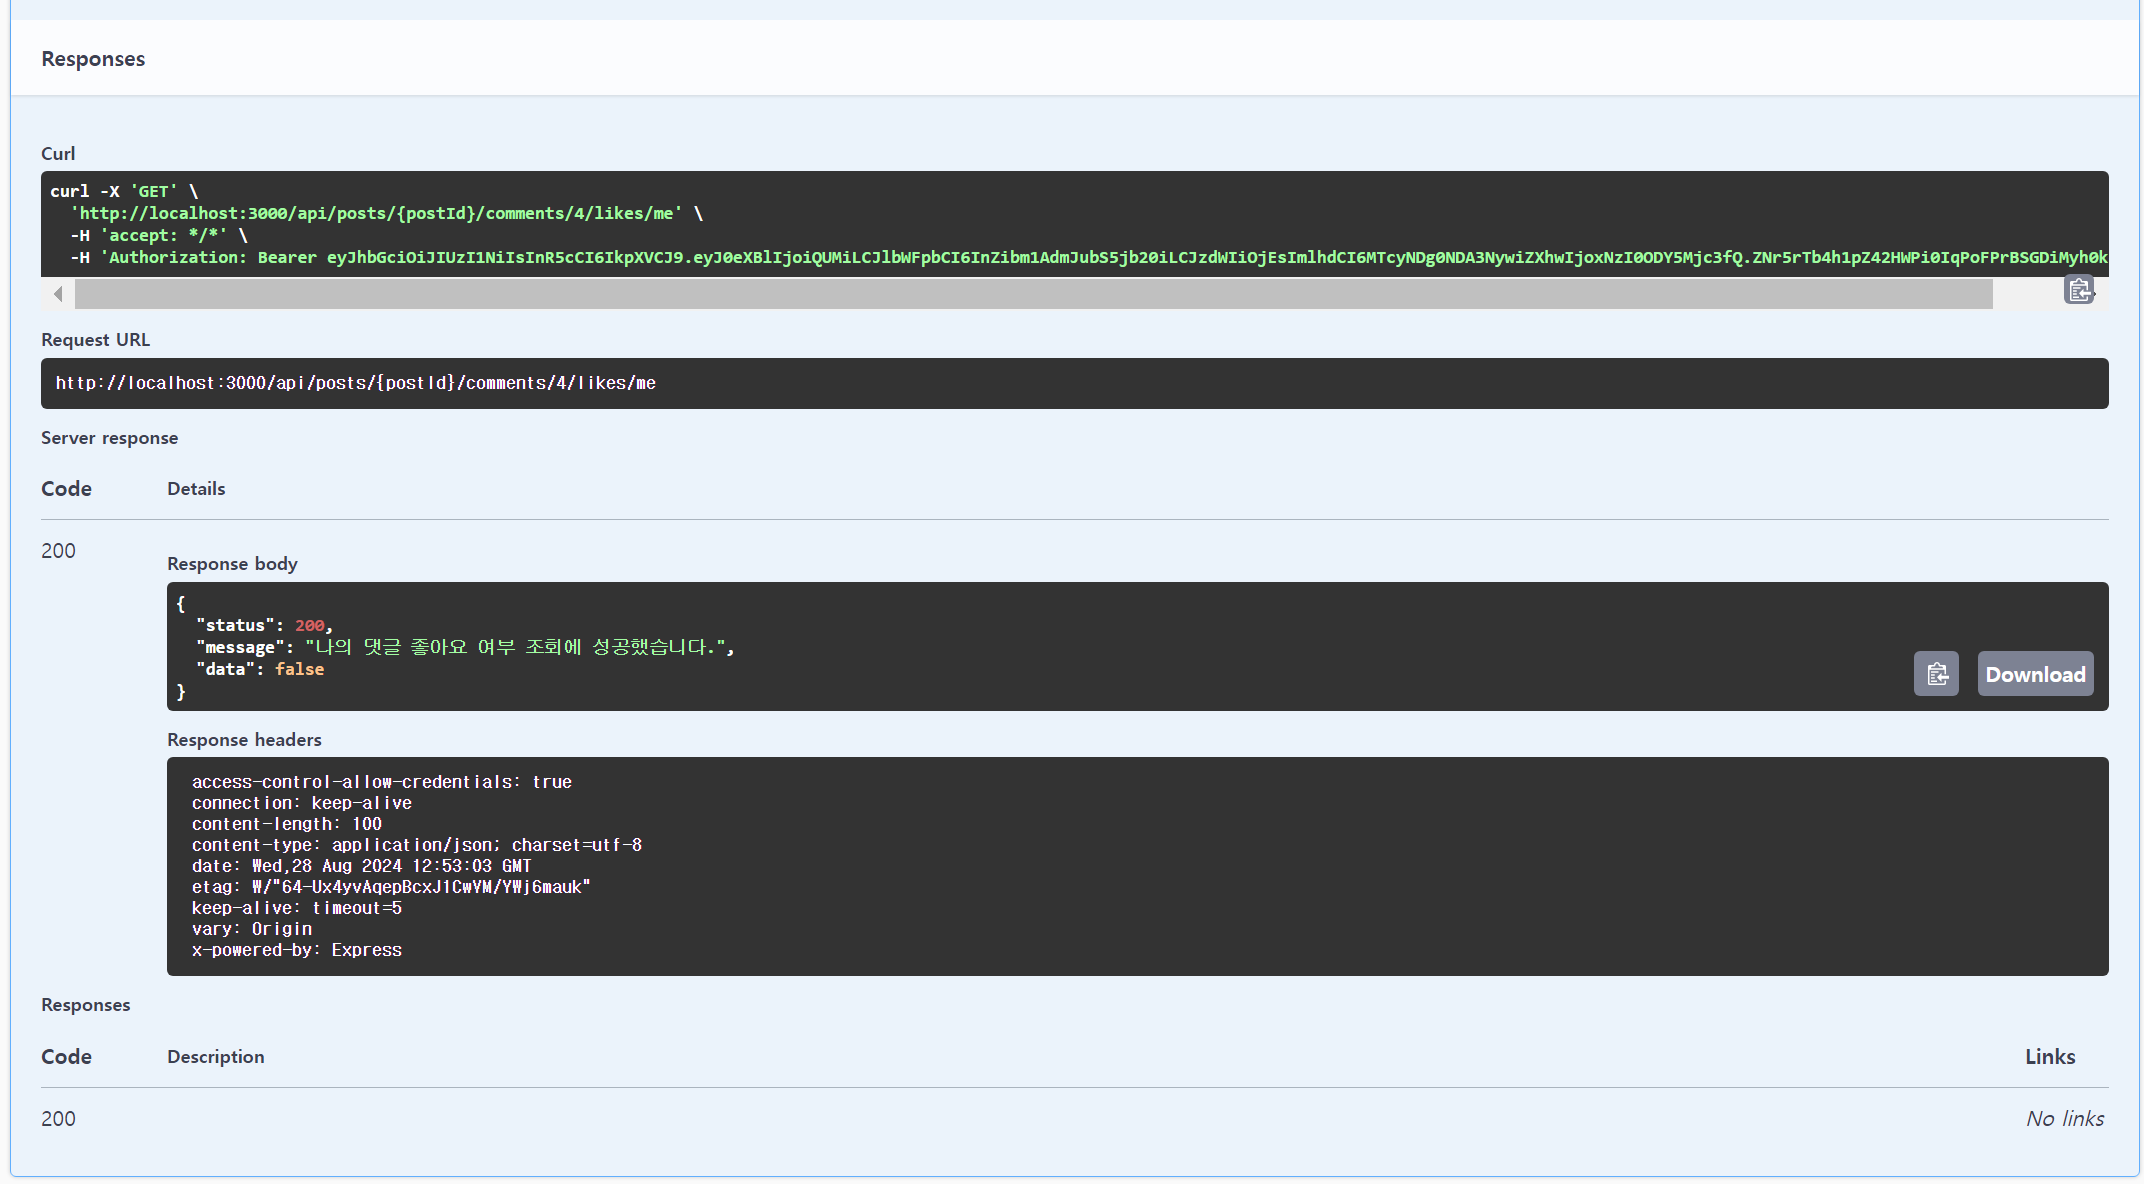 Responses
Curl
curl -X 'GET' \
'http://localhost:3000/api/posts/{postId}/comments/4/likes/me' \
-H 'accept: */*' \
-H 'Authorization: Bearer eyJhbGciOiJIUzI1NiIsInR5cCI6IkpXVCJ9.eyJ0eXBlIjoiQUMiLCJlbWFpbCI6InZibm1AdmJubS5jb20iLCJzdWIiOjEsImlhdCI6MTcyNDg0NDA3NywiZXhwIjoxNzI0ODY5Mjc3fQ.ZNr5rTb4h1pZ42HWPi0IqPoFPrBSGDiMyh0k
Request URL
http://localhost:3000/api/posts/{postId}/comments/4/likes/me
Server response
Code Details
200
Response body
{
"status": 200,
"message": "나의 댓글 좋아요 여부 조회에 성공했습니다.",
"data": false
}
Download
Response headers
access-control-allow-credentials: true
connection: keep-alive
content-length: 100
content-type: application/json; charset=utf-8
date: Wed,28 Aug 2024 12:53:03 GMT
etag: W/"64-Ux4yvAqepBcxJ1CwVM/YWj6mauk"
keep-alive: timeout=5
vary: Origin
x-powered-by: Express
Responses
Code Description Links
200 No links